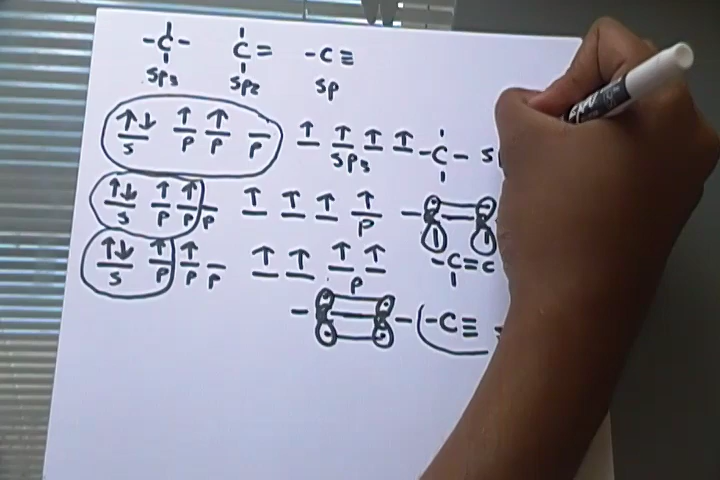 -C- C= -C≡
sp3 sp2 sp
↑↓ ↑ ↑ _ ↑ ↑ ↑ ↑ -C- s
s p p p sp3
↑↓ ↑ ↑ _ ↑ ↑ ↑ ↑
s p p p p
-C=C
↑↓ ↑ ↑ _ ↑ ↑ ↑ ↑
s p p p p
-C≡